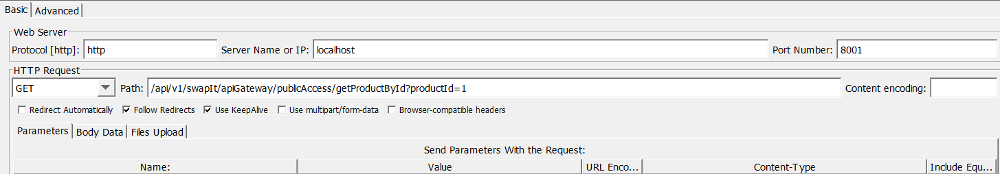 Basic Advanced
Web Server
Protocol [http]: http Server Name or IP: localhost Port Number: 8001
HTTP Request
GET Path: /api/v1/swapIt/apiGateway/publicAccess/getProductById?productId=1 Content encoding:
Redirect Automatically Follow Redirects Use KeepAlive Use multipart/form-data Browser-compatible headers
Parameters Body Data Files Upload
Send Parameters With the Request:
Name: Value URL Enco... Content-Type Include Equ...